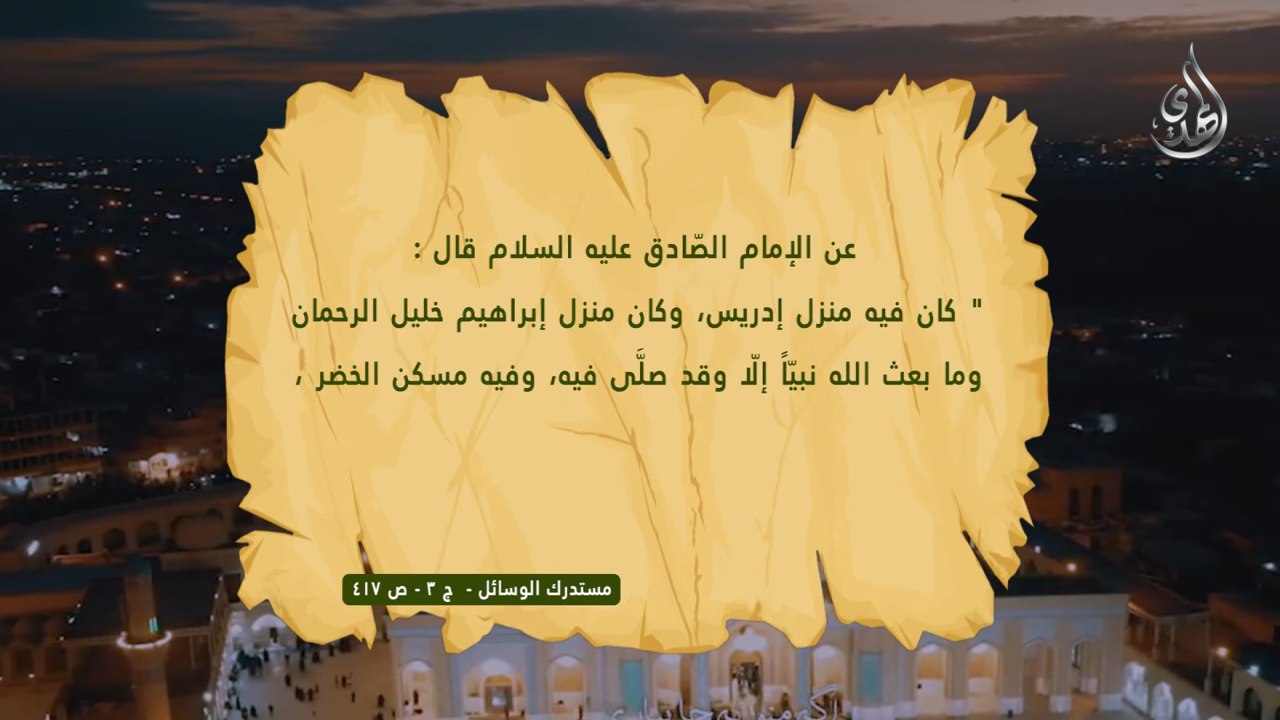 المهدي
عن الإمام الصّادق عليه السلام قال :
" كان فيه منزل إدريس، وكان منزل إبراهيم خليل الرحمان
وما بعث الله نبيّاً إلّا وقد صلَّى فيه، وفيه مسكن الخضر ،
مستدرك الوسائل - ج ٣ - ص ٤١٧